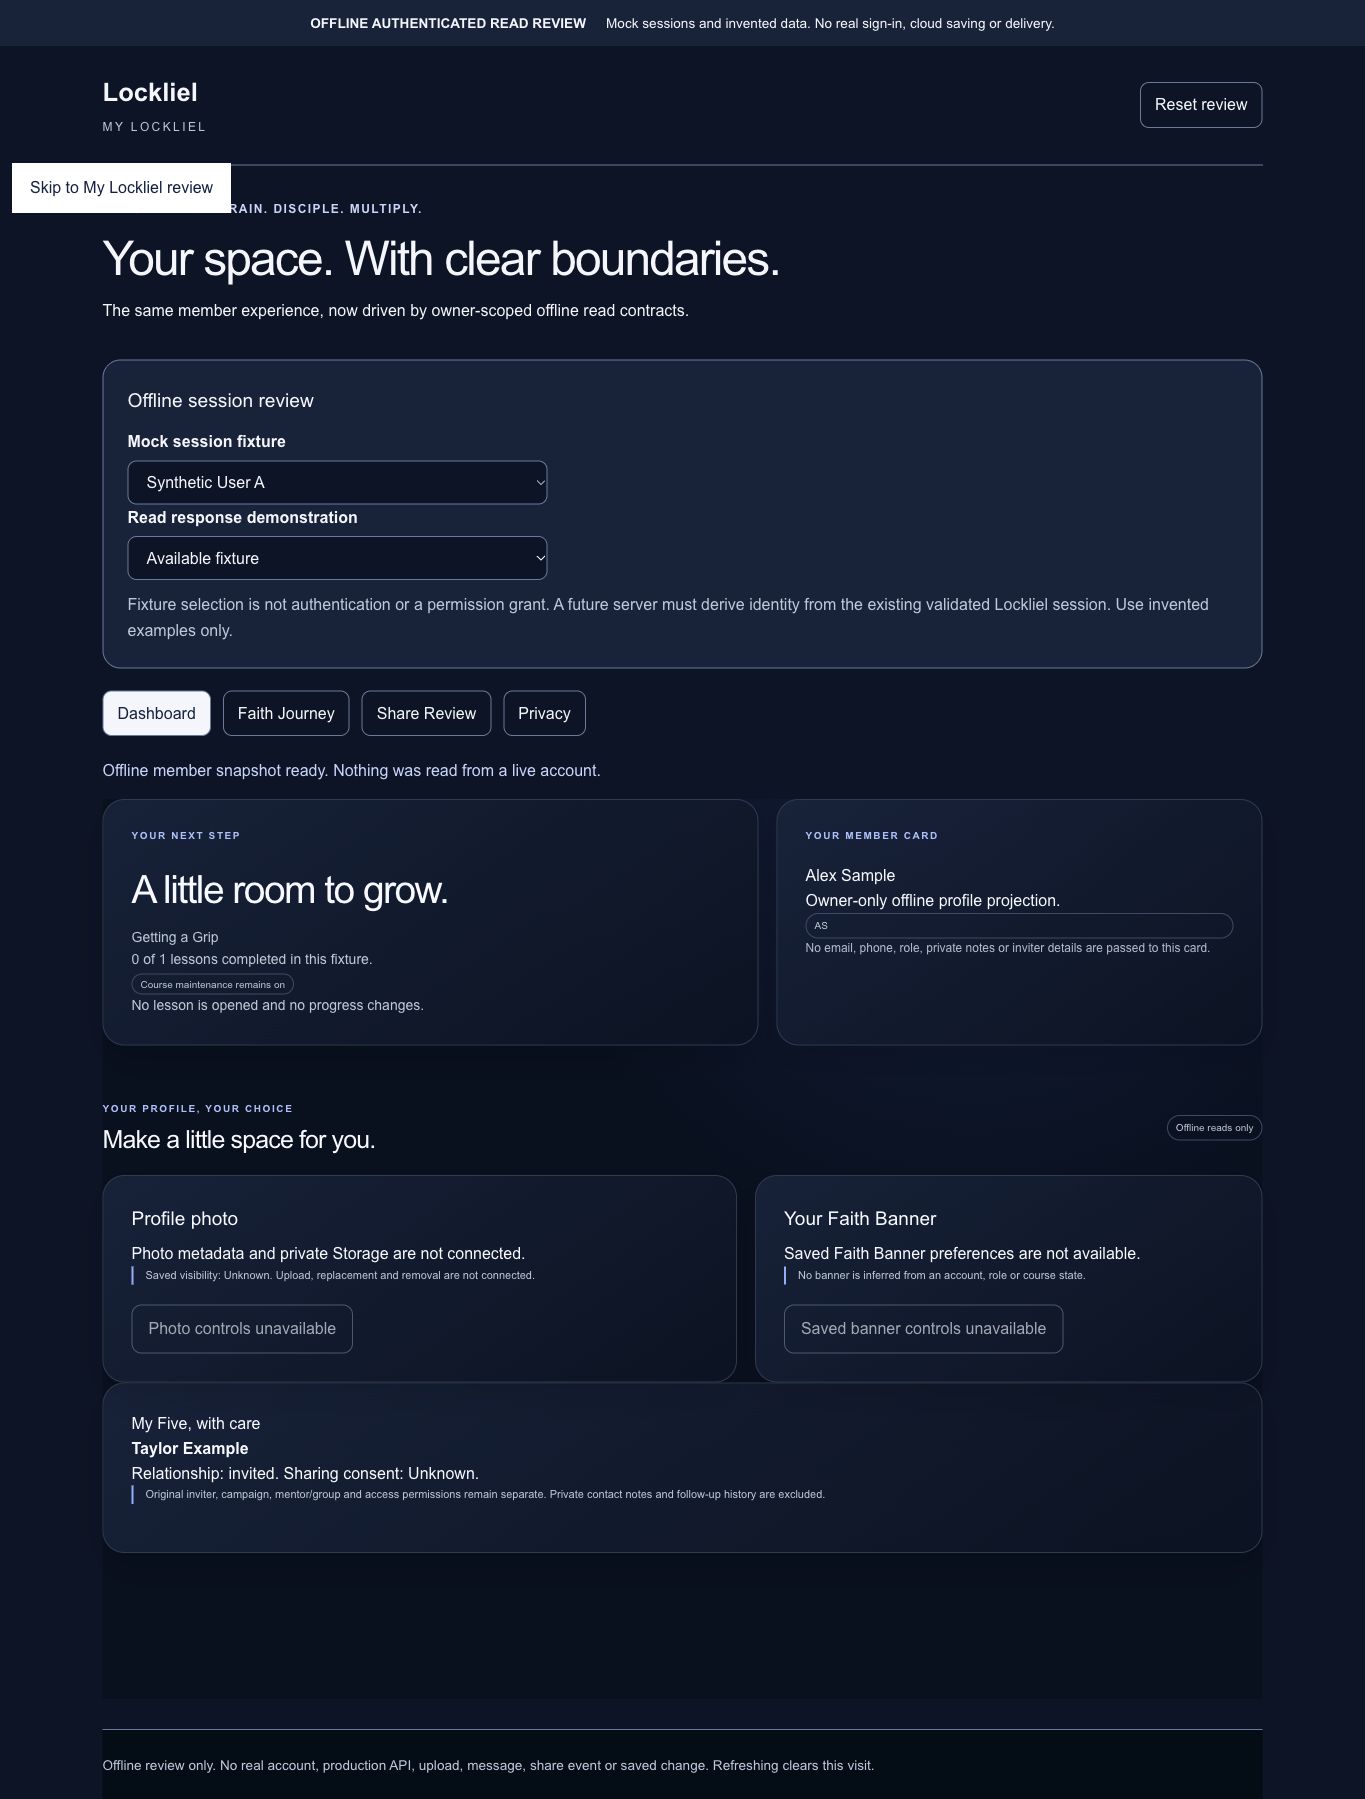 OFFLINE AUTHENTICATED READ REVIEW Mock sessions and invented data. No real sign-in, cloud saving or delivery.
Lockliel
MY LOCKLIEL
Reset review
Skip to My Lockliel review
RAIN. DISCIPLE. MULTIPLY.
Your space. With clear boundaries.
The same member experience, now driven by owner-scoped offline read contracts.
Offline session review
Mock session fixture
Synthetic User A
Read response demonstration
Available fixture
Fixture selection is not authentication or a permission grant. A future server must derive identity from the existing validated Lockliel session. Use invented
examples only.
Dashboard
Faith Journey
Share Review
Privacy
Offline member snapshot ready. Nothing was read from a live account.
YOUR NEXT STEP
A little room to grow.
Getting a Grip
0 of 1 lessons completed in this fixture.
Course maintenance remains on
No lesson is opened and no progress changes.
YOUR MEMBER CARD
Alex Sample
Owner-only offline profile projection.
AS
No email, phone, role, private notes or inviter details are passed to this card.
YOUR PROFILE, YOUR CHOICE
Make a little space for you.
Offline reads only
Profile photo
Photo metadata and private Storage are not connected.
Saved visibility: Unknown. Upload, replacement and removal are not connected.
Photo controls unavailable
Your Faith Banner
Saved Faith Banner preferences are not available.
No banner is inferred from an account, role or course state.
Saved banner controls unavailable
My Five, with care
Taylor Example
Relationship: invited. Sharing consent: Unknown.
Original inviter, campaign, mentor/group and access permissions remain separate. Private contact notes and follow-up history are excluded.
Offline review only. No real account, production API, upload, message, share event or saved change. Refreshing clears this visit.